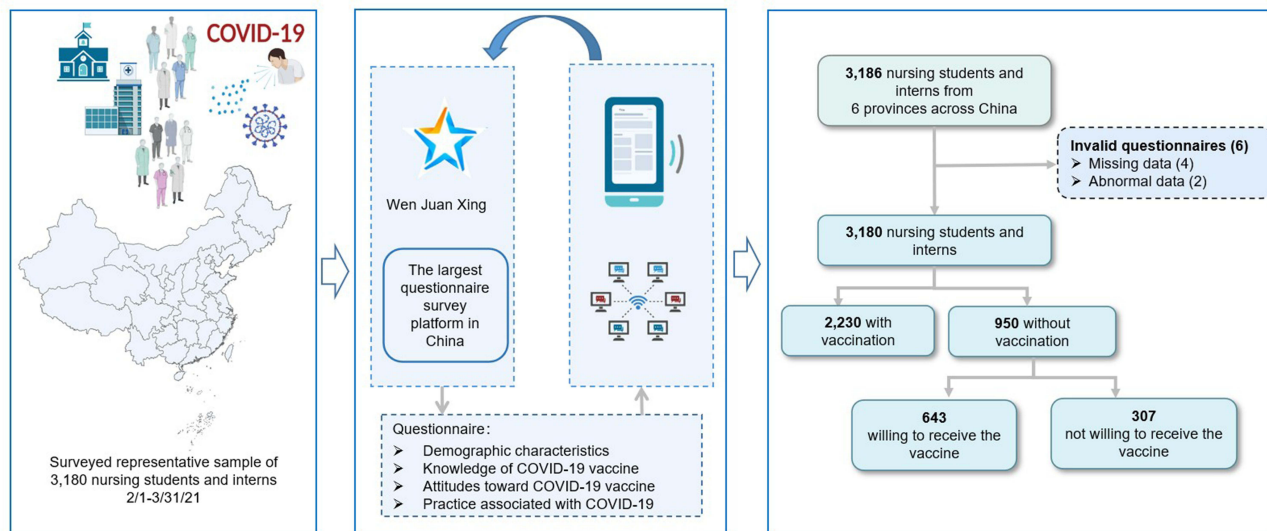 COVID-19
Surveyed representative sample of
3,180 nursing students and interns
2/1-3/31/21
Wen Juan Xing
The largest
questionnaire
survey
platform in
China
Questionnaire:
➢ Demographic characteristics
➢ Knowledge of COVID-19 vaccine
➢ Attitudes toward COVID-19 vaccine
➢ Practice associated with COVID-19
3,186 nursing students and
interns from
6 provinces across China
Invalid questionnaires (6)
➢ Missing data (4)
➢ Abnormal data (2)
3,180 nursing students and
interns
2,230 with
vaccination
950 without
vaccination
643
willing to receive the
vaccine
307
not willing to receive the
vaccine